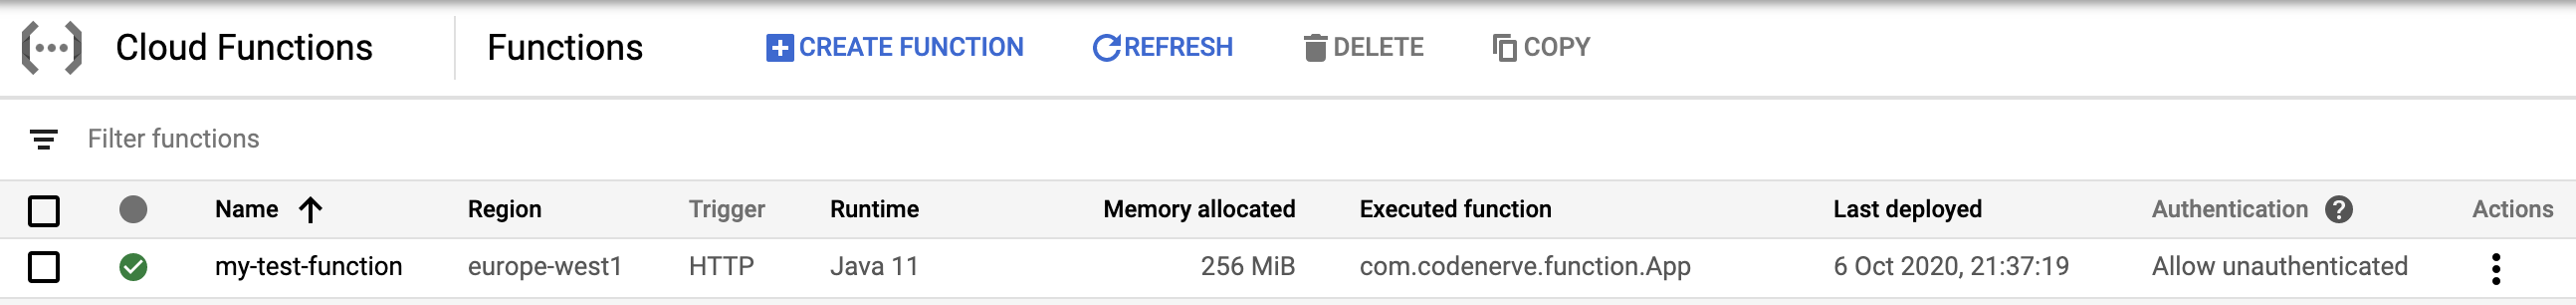 Cloud Functions Functions CREATE FUNCTION REFRESH DELETE COPY
Filter functions
Name Region Trigger Runtime Memory allocated Executed function Last deployed Authentication ? Actions
my-test-function europe-west1 HTTP Java 11 256 MiB com.codenerve.function.App 6 Oct 2020, 21:37:19 Allow unauthenticated